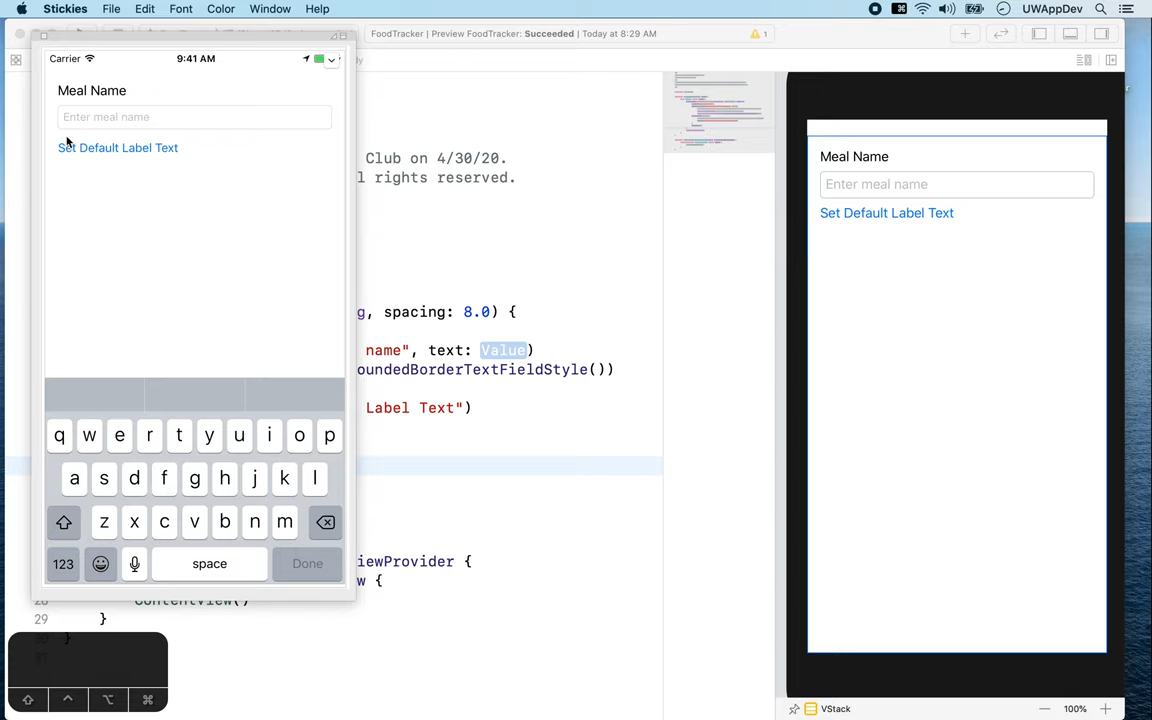 Stickies File Edit Font Color Window Help UWAppDev
FoodTracker | Preview FoodTracker: Succeeded | Today at 8:29 AM 1
Carrier 9:41 AM
Meal Name
Enter meal name
Set Default Label Text
Club on 4/30/20.
l rights reserved.
g, spacing: 8.0) {
name", text: Value)
oundedBorderTextFieldStyle())
Label Text")
iewProvider {
w {
28 ContentView()
29 }
30 }
31
q w e r t y u i o p
a s d f g h j k l
z x c v b n m
123 space Done
Meal Name
Enter meal name
Set Default Label Text
VStack 100%